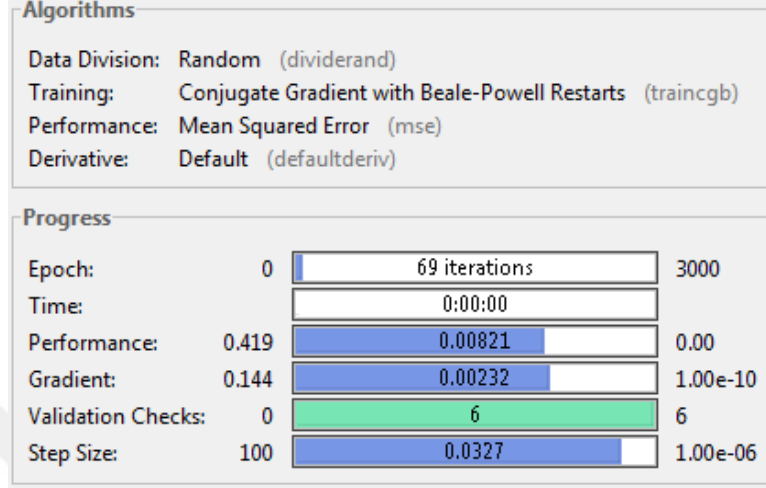 Algorithms
Data Division: Random (dividerand)
Training: Conjugate Gradient with Beale-Powell Restarts (traincgb)
Performance: Mean Squared Error (mse)
Derivative: Default (defaultderiv)
Progress
Epoch: 0 69 iterations 3000
Time: 0:00:00
Performance: 0.419 0.00821 0.00
Gradient: 0.144 0.00232 1.00e-10
Validation Checks: 0 6 6
Step Size: 100 0.0327 1.00e-06